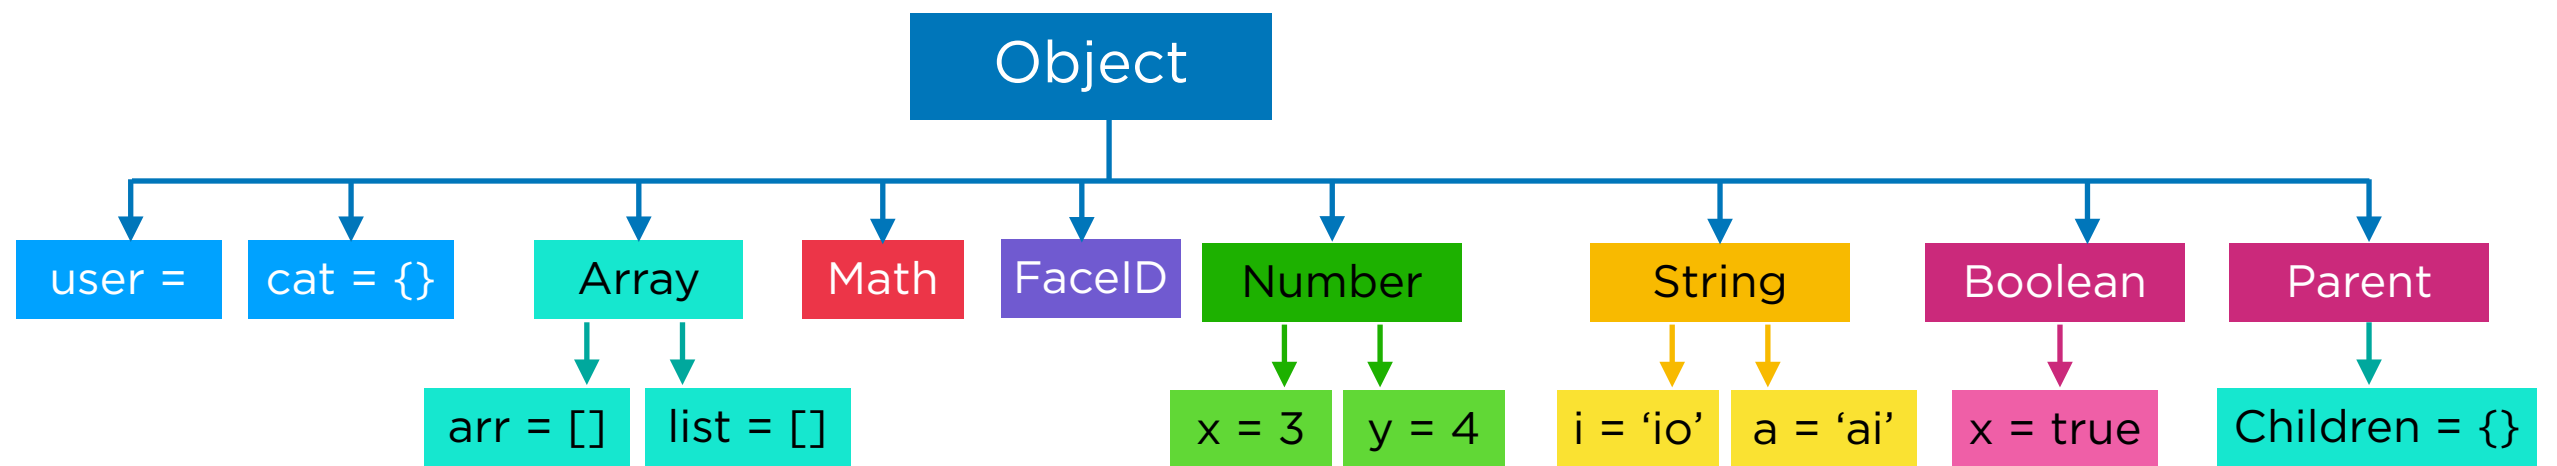 Object
user =
cat = {}
Array
Math
FaceID
Number
String
Boolean
Parent
arr = []
list = []
x = 3
y = 4
i = ‘io’
a = ‘ai’
x = true
Children = {}